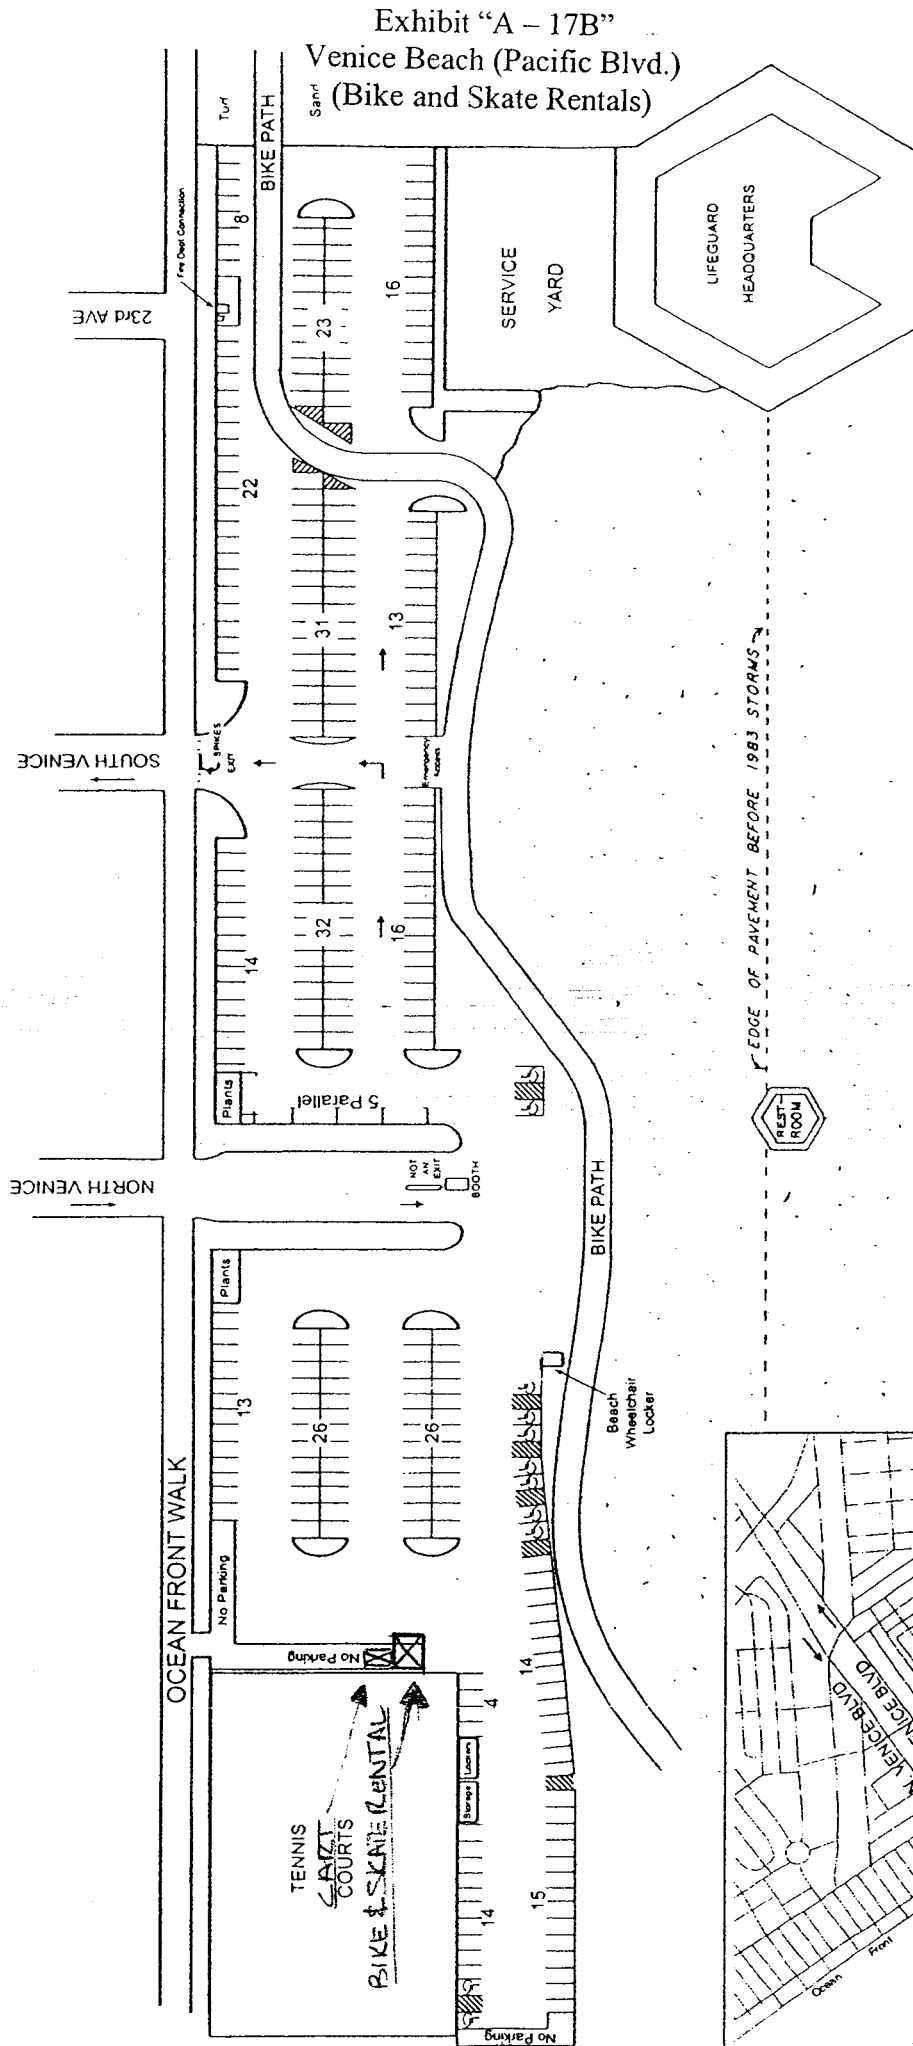 Exhibit “A – 17B”
Venice Beach (Pacific Blvd.)
(Bike and Skate Rentals)
Turf
BIKE PATH
Sand
Fire Dept Connection
8
23rd AVE
23
16
SERVICE
YARD
LIFEGUARD
HEADQUARTERS
22
31
13
SOUTH VENICE
SPIKES
EXIT
Emergency
Access
14
32
16
EDGE OF PAVEMENT BEFORE 1983 STORMS
Plants
5 Parallel
NORTH VENICE
NOT
AN
EXIT
BOOTH
REST-
ROOM
BIKE PATH
Plants
13
26
26
Beach
Wheelchair
Locker
OCEAN FRONT WALK
No Parking
No Parking
14
4
Storage
Lockers
TENNIS
COURTS
CART
BIKE & SKATE RENTAL
14
15
No Parking
N. VENICE BLVD
VENICE BLVD
Ocean Front